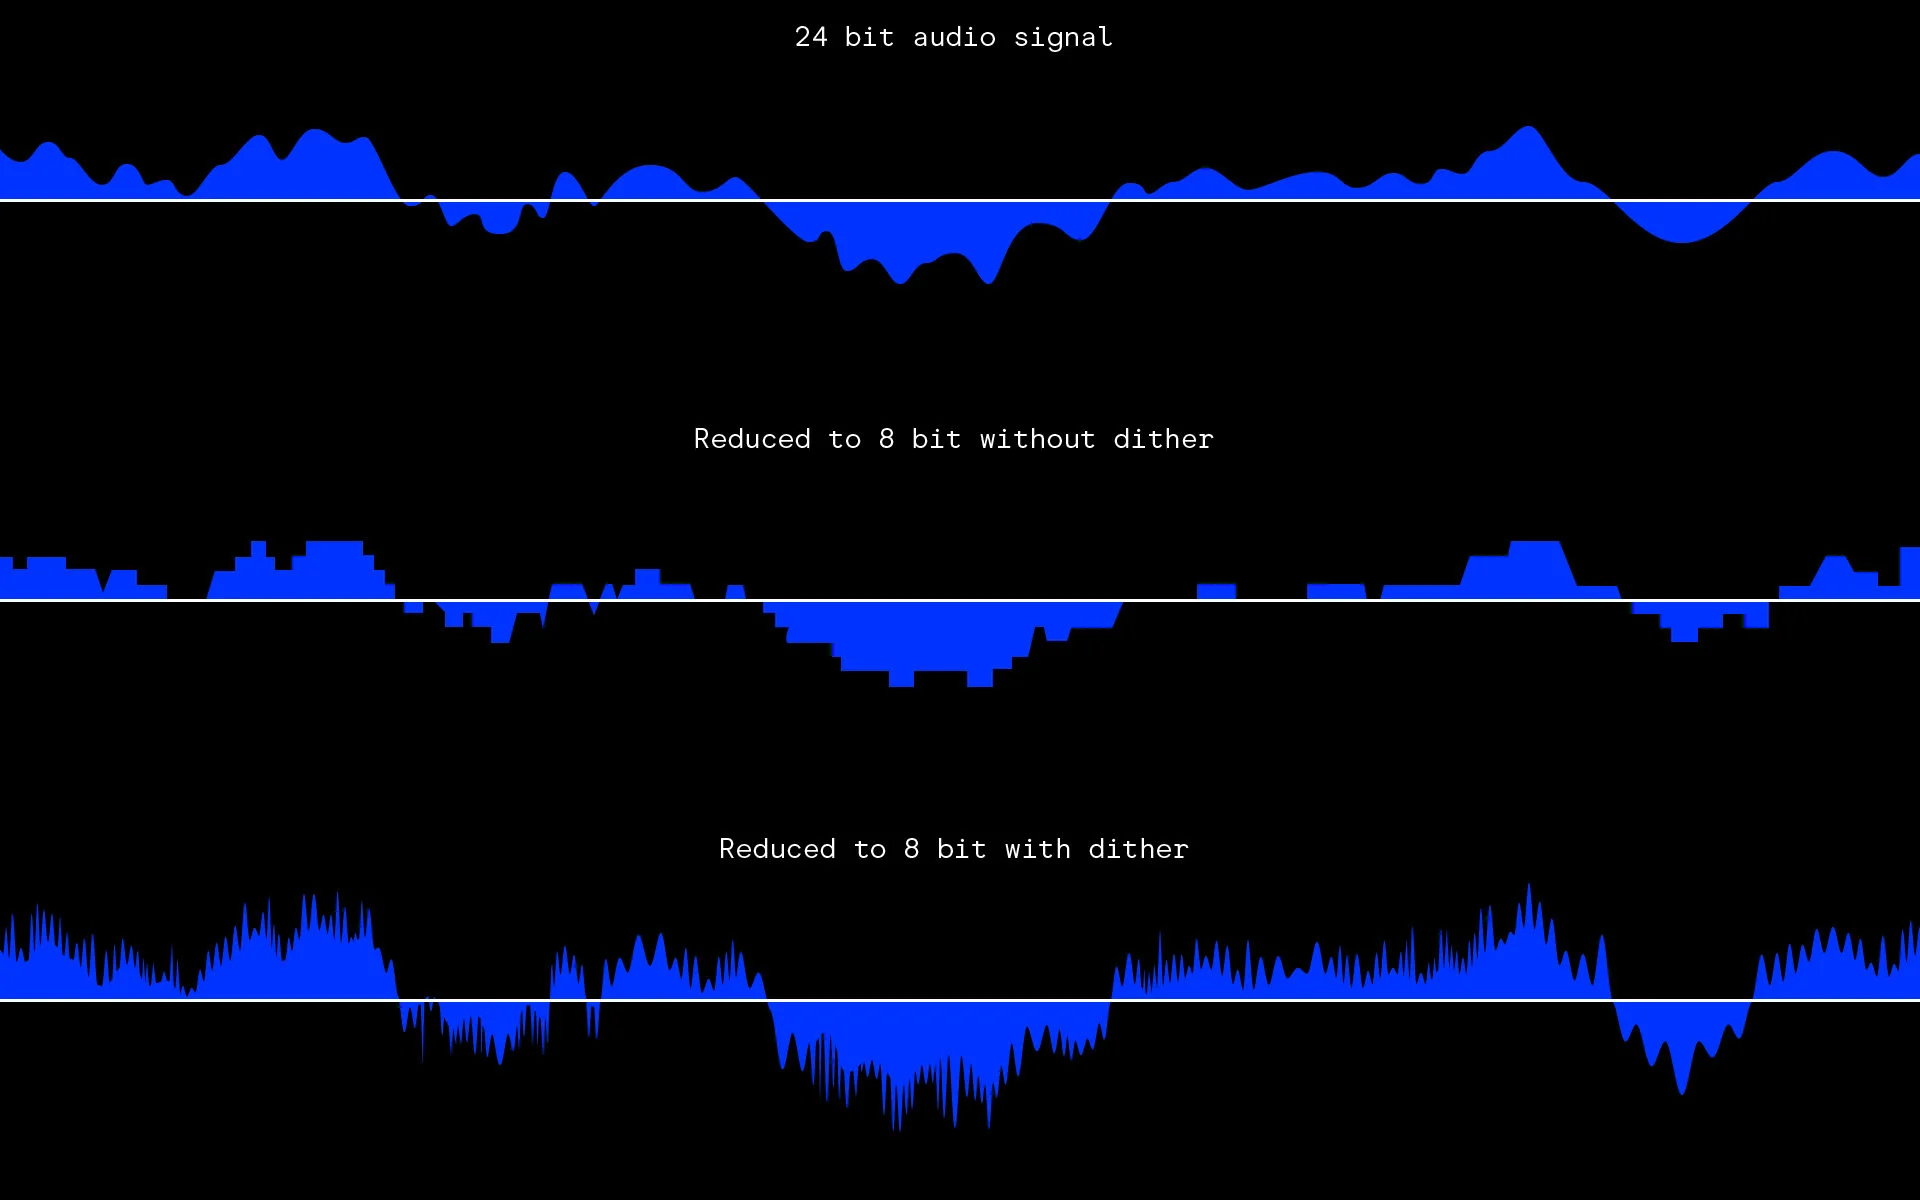 24 bit audio signal
Reduced to 8 bit without dither
Reduced to 8 bit with dither